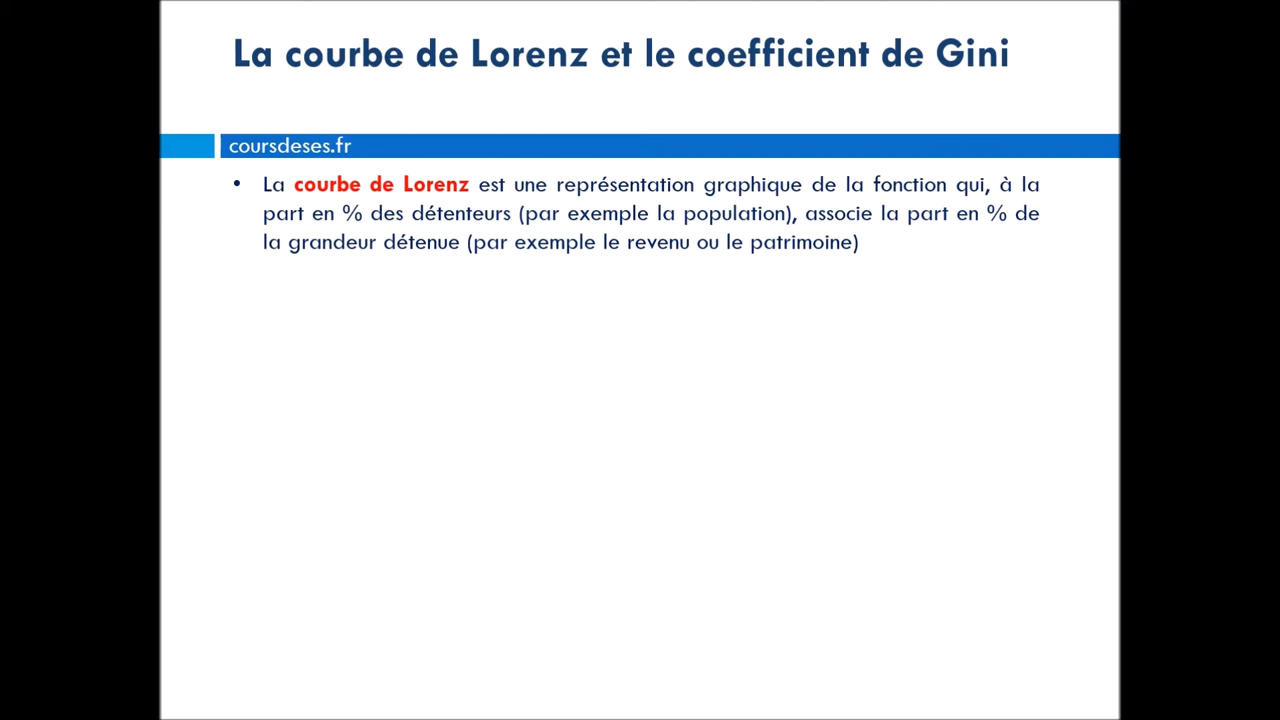 La courbe de Lorenz et le coefficient de Gini
coursdeses.fr
• La courbe de Lorenz est une représentation graphique de la fonction qui, à la
part en % des détenteurs (par exemple la population), associe la part en % de
la grandeur détenue (par exemple le revenu ou le patrimoine)